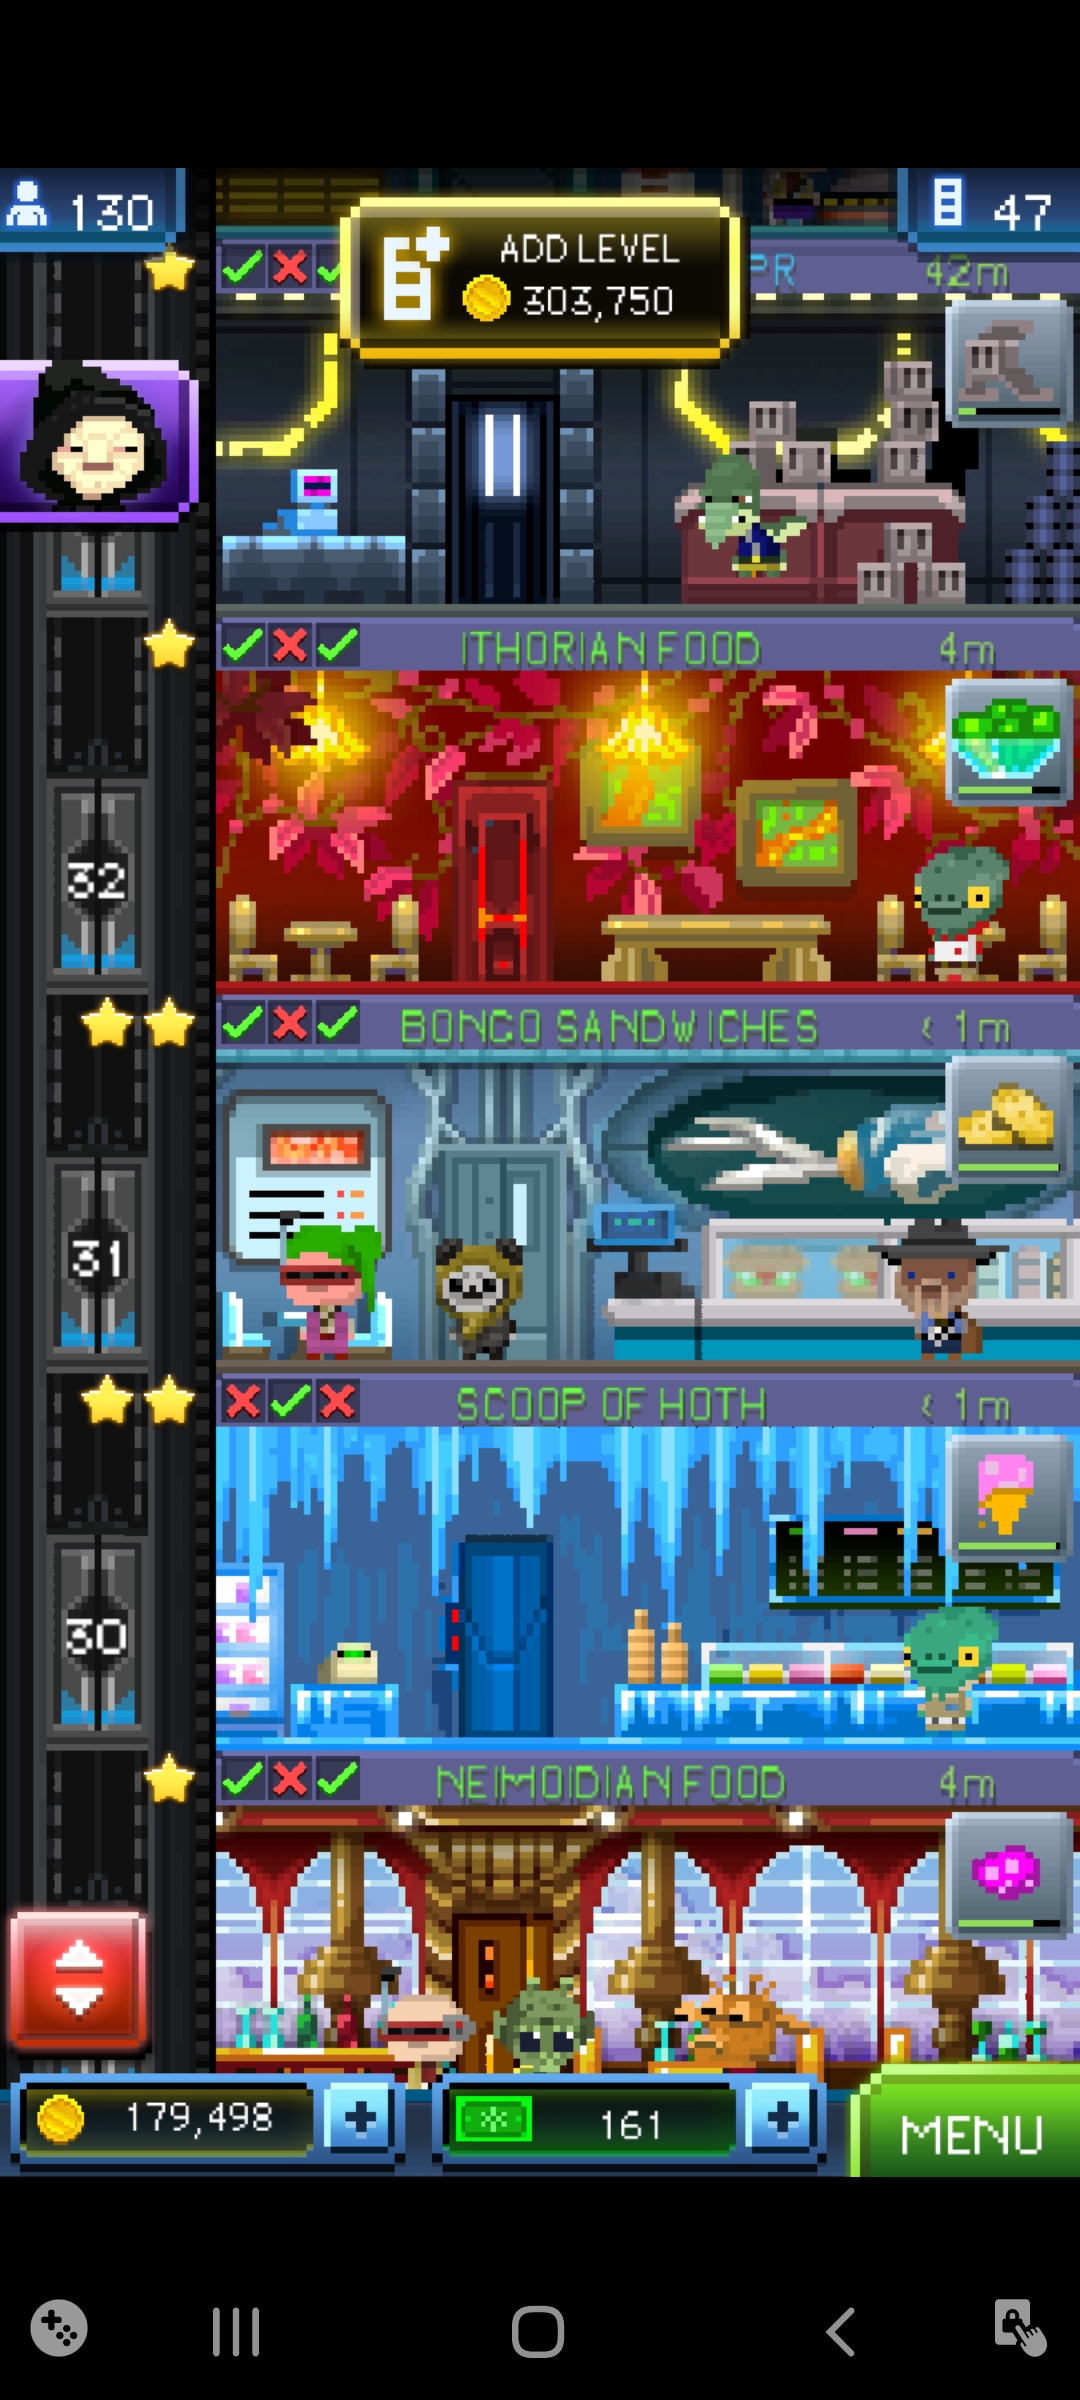 130
ADD LEVEL
303,750
47
PR 42m
ITHORIAN FOOD 4m
32
BONGO SANDWICHES < 1m
31
SCOOP OF HOTH < 1m
30
NEIMOIDIAN FOOD 4m
179,498
161
MENU